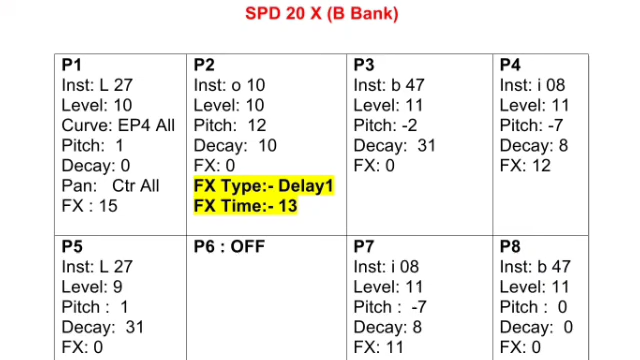 SPD 20 X (B Bank)
P1
Inst: L 27
Level: 10
Curve: EP4 All
Pitch: 1
Decay: 0
Pan: Ctr All
FX : 15
P2
Inst: o 10
Level: 10
Pitch: 12
Decay: 10
FX: 0
FX Type:- Delay1
FX Time:- 13
P3
Inst: b 47
Level: 11
Pitch: -2
Decay: 31
FX: 0
P4
Inst: i 08
Level: 11
Pitch: -7
Decay: 8
FX: 12
P5
Inst: L 27
Level: 9
Pitch : 1
Decay: 31
FX: 0
P6 : OFF
P7
Inst: i 08
Level: 11
Pitch : -7
Decay: 8
FX: 11
P8
Inst: b 47
Level: 11
Pitch : 0
Decay: 0
FX: 0